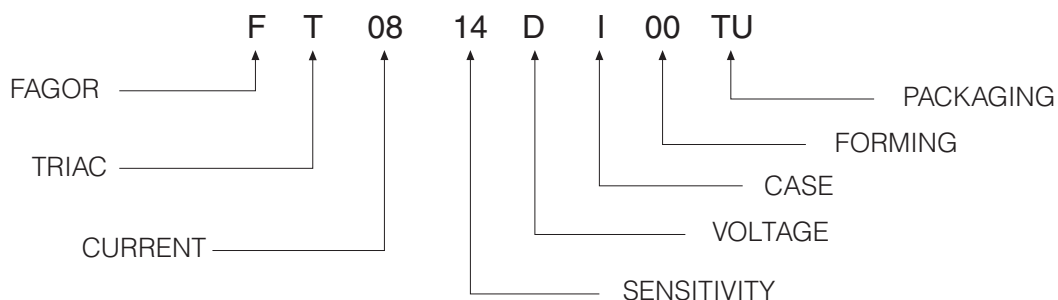 F T 08 14 D I 00 TU
FAGOR
PACKAGING
FORMING
TRIAC
CASE
VOLTAGE
CURRENT
SENSITIVITY